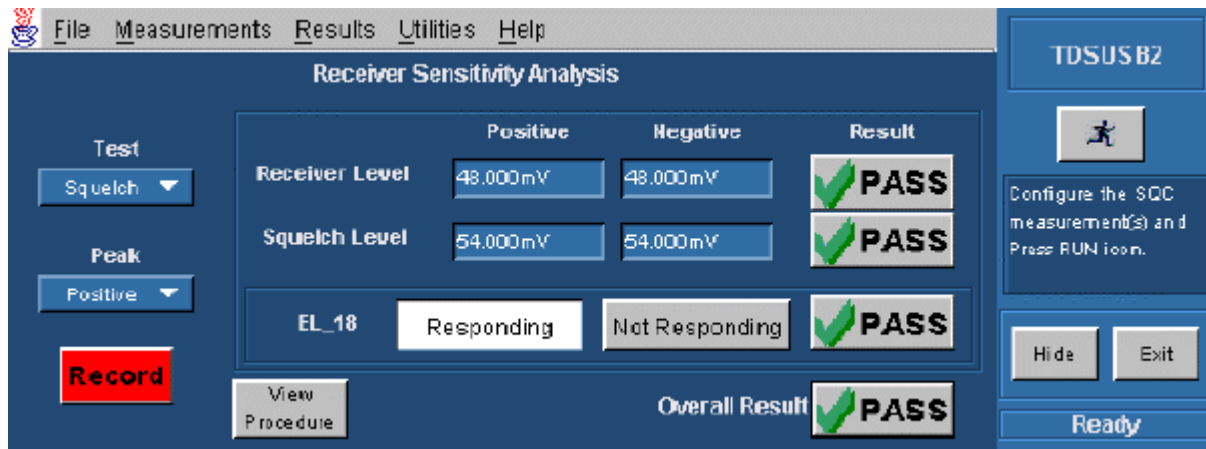 File Measurements Results Utilities Help
TDSUSB2
Receiver Sensitivity Analysis
Positive Negative Result
Test
Squelch
Receiver Level 48.000mV 48.000mV PASS
Squelch Level 54.000mV 54.000mV PASS
Peak
Positive
EL_18 Responding Not Responding PASS
Record
View
Procedure
Overall Result PASS
Configure the SQC
measurement(s) and
Press RUN icon.
Hide Exit
Ready